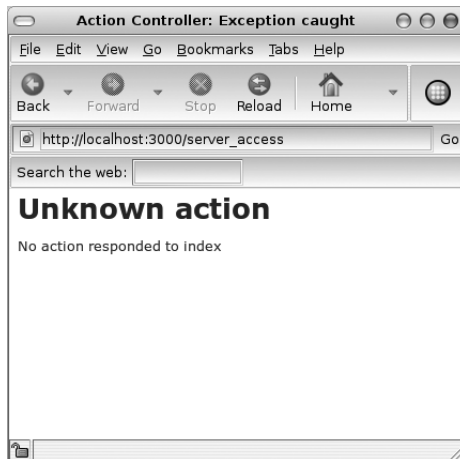 Action Controller: Exception caught
File Edit View Go Bookmarks Tabs Help
Back Forward Stop Reload Home
http://localhost:3000/server_access Go
Search the web:
Unknown action
No action responded to index